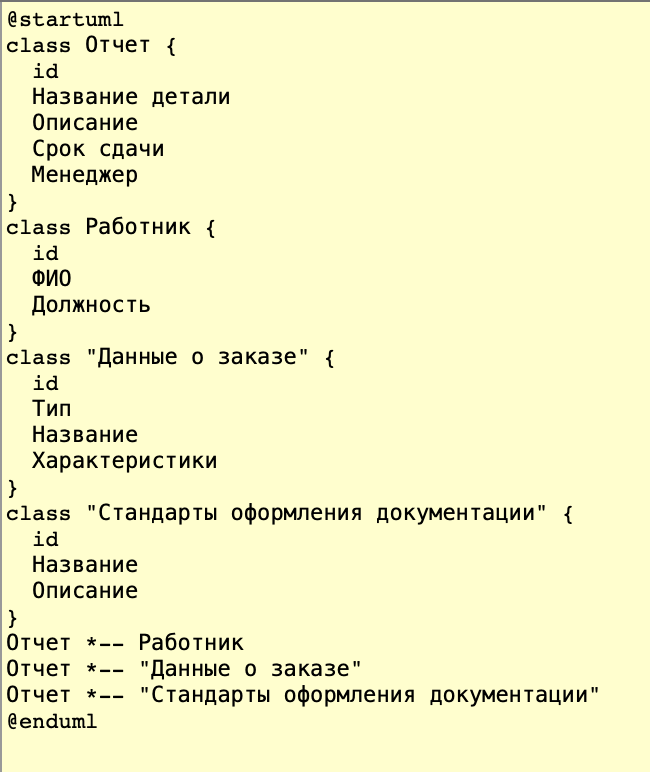 @startuml
class Отчет {
  id
  Название детали
  Описание
  Срок сдачи
  Менеджер
}
class Работник {
  id
  ФИО
  Должность
}
class "Данные о заказе" {
  id
  Тип
  Название
  Характеристики
}
class "Стандарты оформления документации" {
  id
  Название
  Описание
}
Отчет *-- Работник
Отчет *-- "Данные о заказе"
Отчет *-- "Стандарты оформления документации"
@enduml